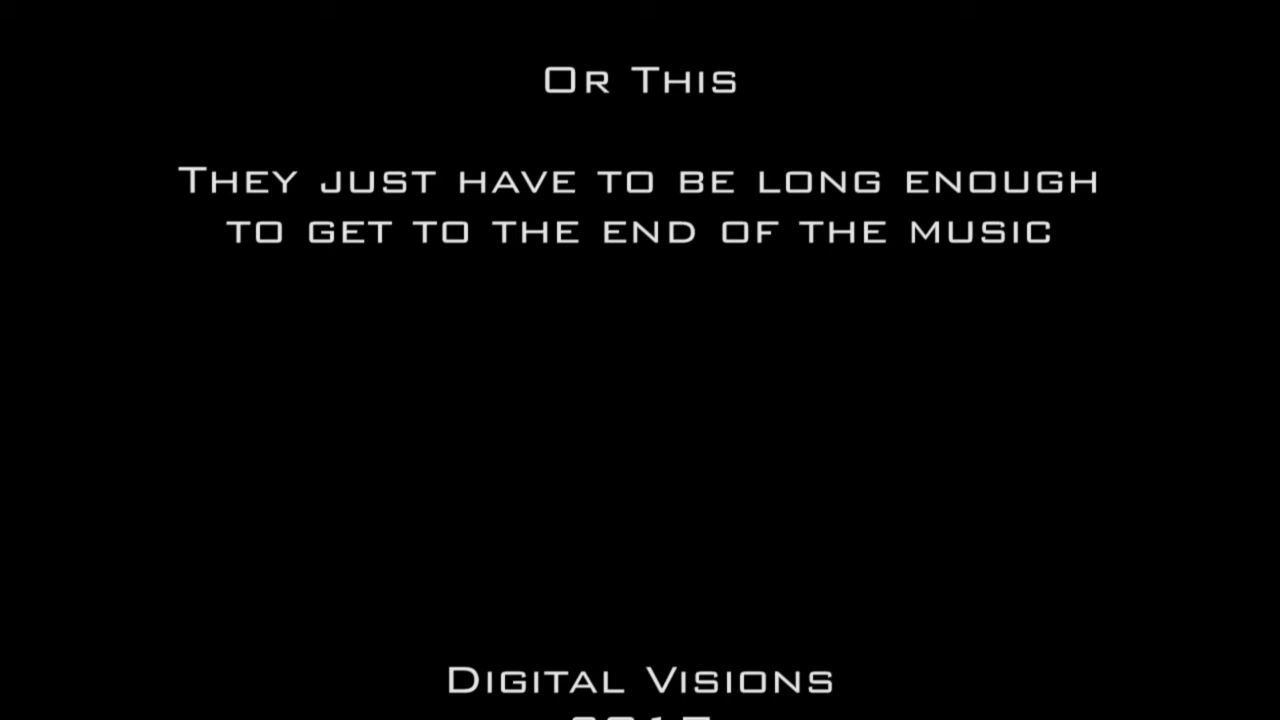 Or This
They just have to be long enough
to get to the end of the music
Digital Visions